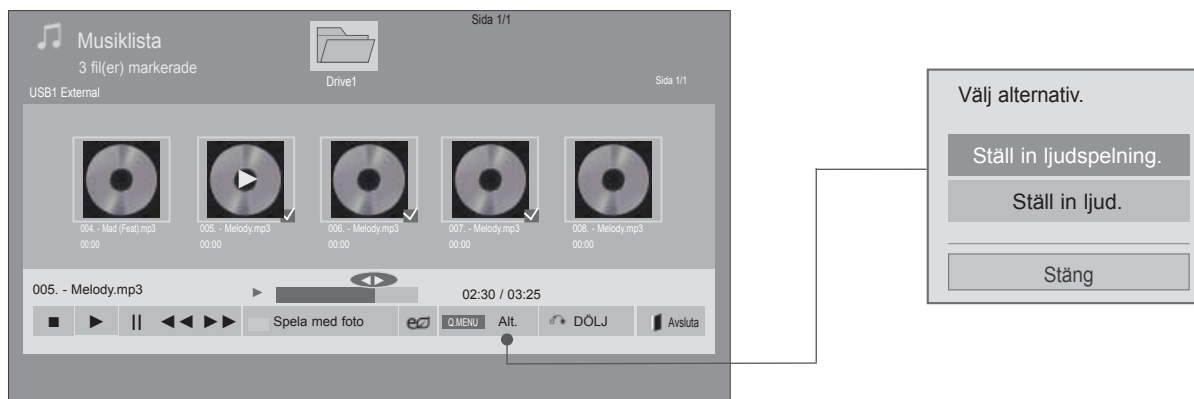 Sida 1/1
Musiklista
3 fil(er) markerade
Drive1
Sida 1/1
USB1 External
004. - Mad (Feat).mp3
00:00
005. - Melody.mp3
00:00
006. - Melody.mp3
00:00
007. - Melody.mp3
00:00
008. - Melody.mp3
00:00
005. - Melody.mp3
02:30 / 03:25
Spela med foto
eco
Q.MENU Alt.
DÖLJ
Avsluta
Välj alternativ.
Ställ in ljudspelning.
Ställ in ljud.
Stäng